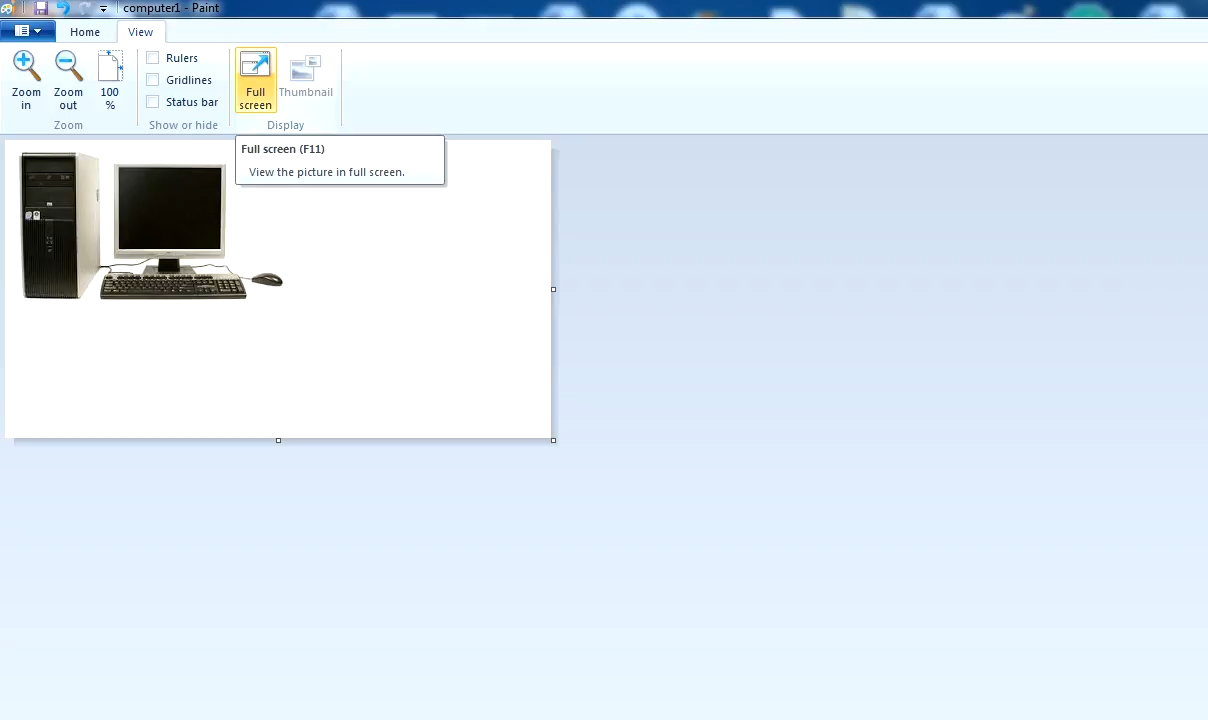 computer1 - Paint
Home
View
Zoom
in
Zoom
out
100
%
Zoom
Rulers
Gridlines
Status bar
Show or hide
Full
screen
Thumbnail
Display
Full screen (F11)
View the picture in full screen.